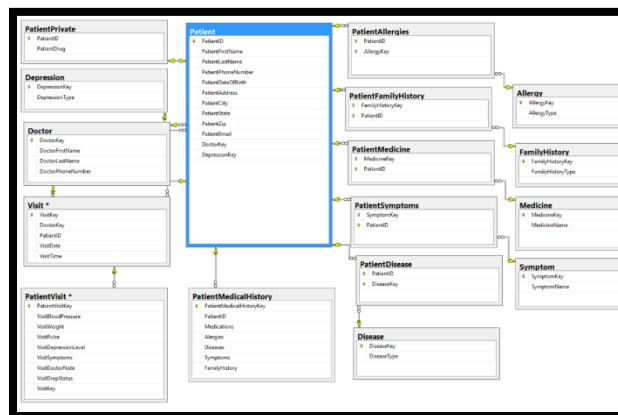 PatientPrivate
PatientID
PatientDrug
Depression
DepressionKey
DepressionType
Doctor
DoctorKey
DoctorFirstName
DoctorLastName
DoctorPhoneNumber
Visit *
VisitKey
DoctorKey
PatientID
VisitDate
VisitTime
PatientVisit *
PatientVisitKey
VisitBloodPressure
VisitWeight
VisitPulse
VisitDepressionLevel
VisitSymptoms
VisitDoctorNote
VisitDropStatus
VisitKey
Patient
PatientID
PatientFirstName
PatientLastName
PatientPhoneNumber
PatientDateOfBirth
PatientAddress
PatientCity
PatientState
PatientZip
PatientEmail
DoctorKey
DepressionKey
PatientMedicalHistory
PatientMedicalHistoryKey
PatientID
Medications
Allergies
Diseases
Symptoms
FamilyHistory
PatientAllergies
PatientID
AllergyKey
PatientFamilyHistory
FamilyHistoryKey
PatientID
PatientMedicine
MedicineKey
PatientID
PatientSymptoms
SymptomKey
PatientID
PatientDisease
PatientID
DiseaseKey
Disease
DiseaseKey
DiseaseType
Allergy
AllergyKey
AllergyType
FamilyHistory
FamilyHistoryKey
FamilyHistoryType
Medicine
MedicineKey
MedicineName
Symptom
SymptomKey
SymptomName